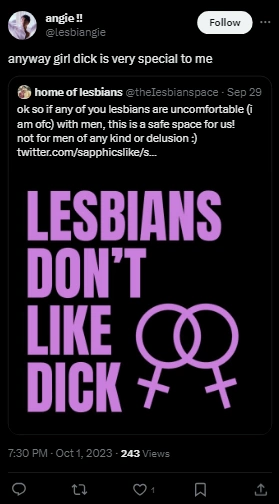 angie !!
@lesbiangie
Follow
anyway girl dick is very special to me
home of lesbians @thelesbianspace · Sep 29
ok so if any of you lesbians are uncomfortable (i
am ofc) with men, this is a safe space for us!
not for men of any kind or delusion :)
twitter.com/sapphicslike/s...
LESBIANS
DON'T
LIKE
DICK
7:30 PM · Oct 1, 2023 · 243 Views
1